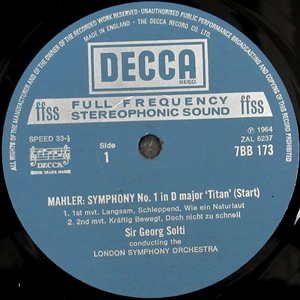 ALL RIGHTS OF THE MANUFACTURER AND OF THE OWNER OF THE RECORDED WORK RESERVED. UNAUTHORISED PUBLIC PERFORMANCE BROADCASTING AND COPYING OF THIS RECORD PROHIBITED
MADE IN ENGLAND. THE DECCA RECORD CO LTD.
DECCA
REGD.
ffss FULL FREQUENCY ffss
STEREOPHONIC SOUND
SPEED 33⅓
DECCA
TRADE MARK
Side
1
℗ 1964
ZAL 6237
7BB 173
MAHLER: SYMPHONY No. 1 in D major ‘Titan’ (Start)
1. 1st mvt. Langsam, Schleppend, Wie ein Naturlaut
2. 2nd mvt. Kräftig Bewegt, Doch nicht zu schnell
Sir Georg Solti
conducting the
LONDON SYMPHONY ORCHESTRA